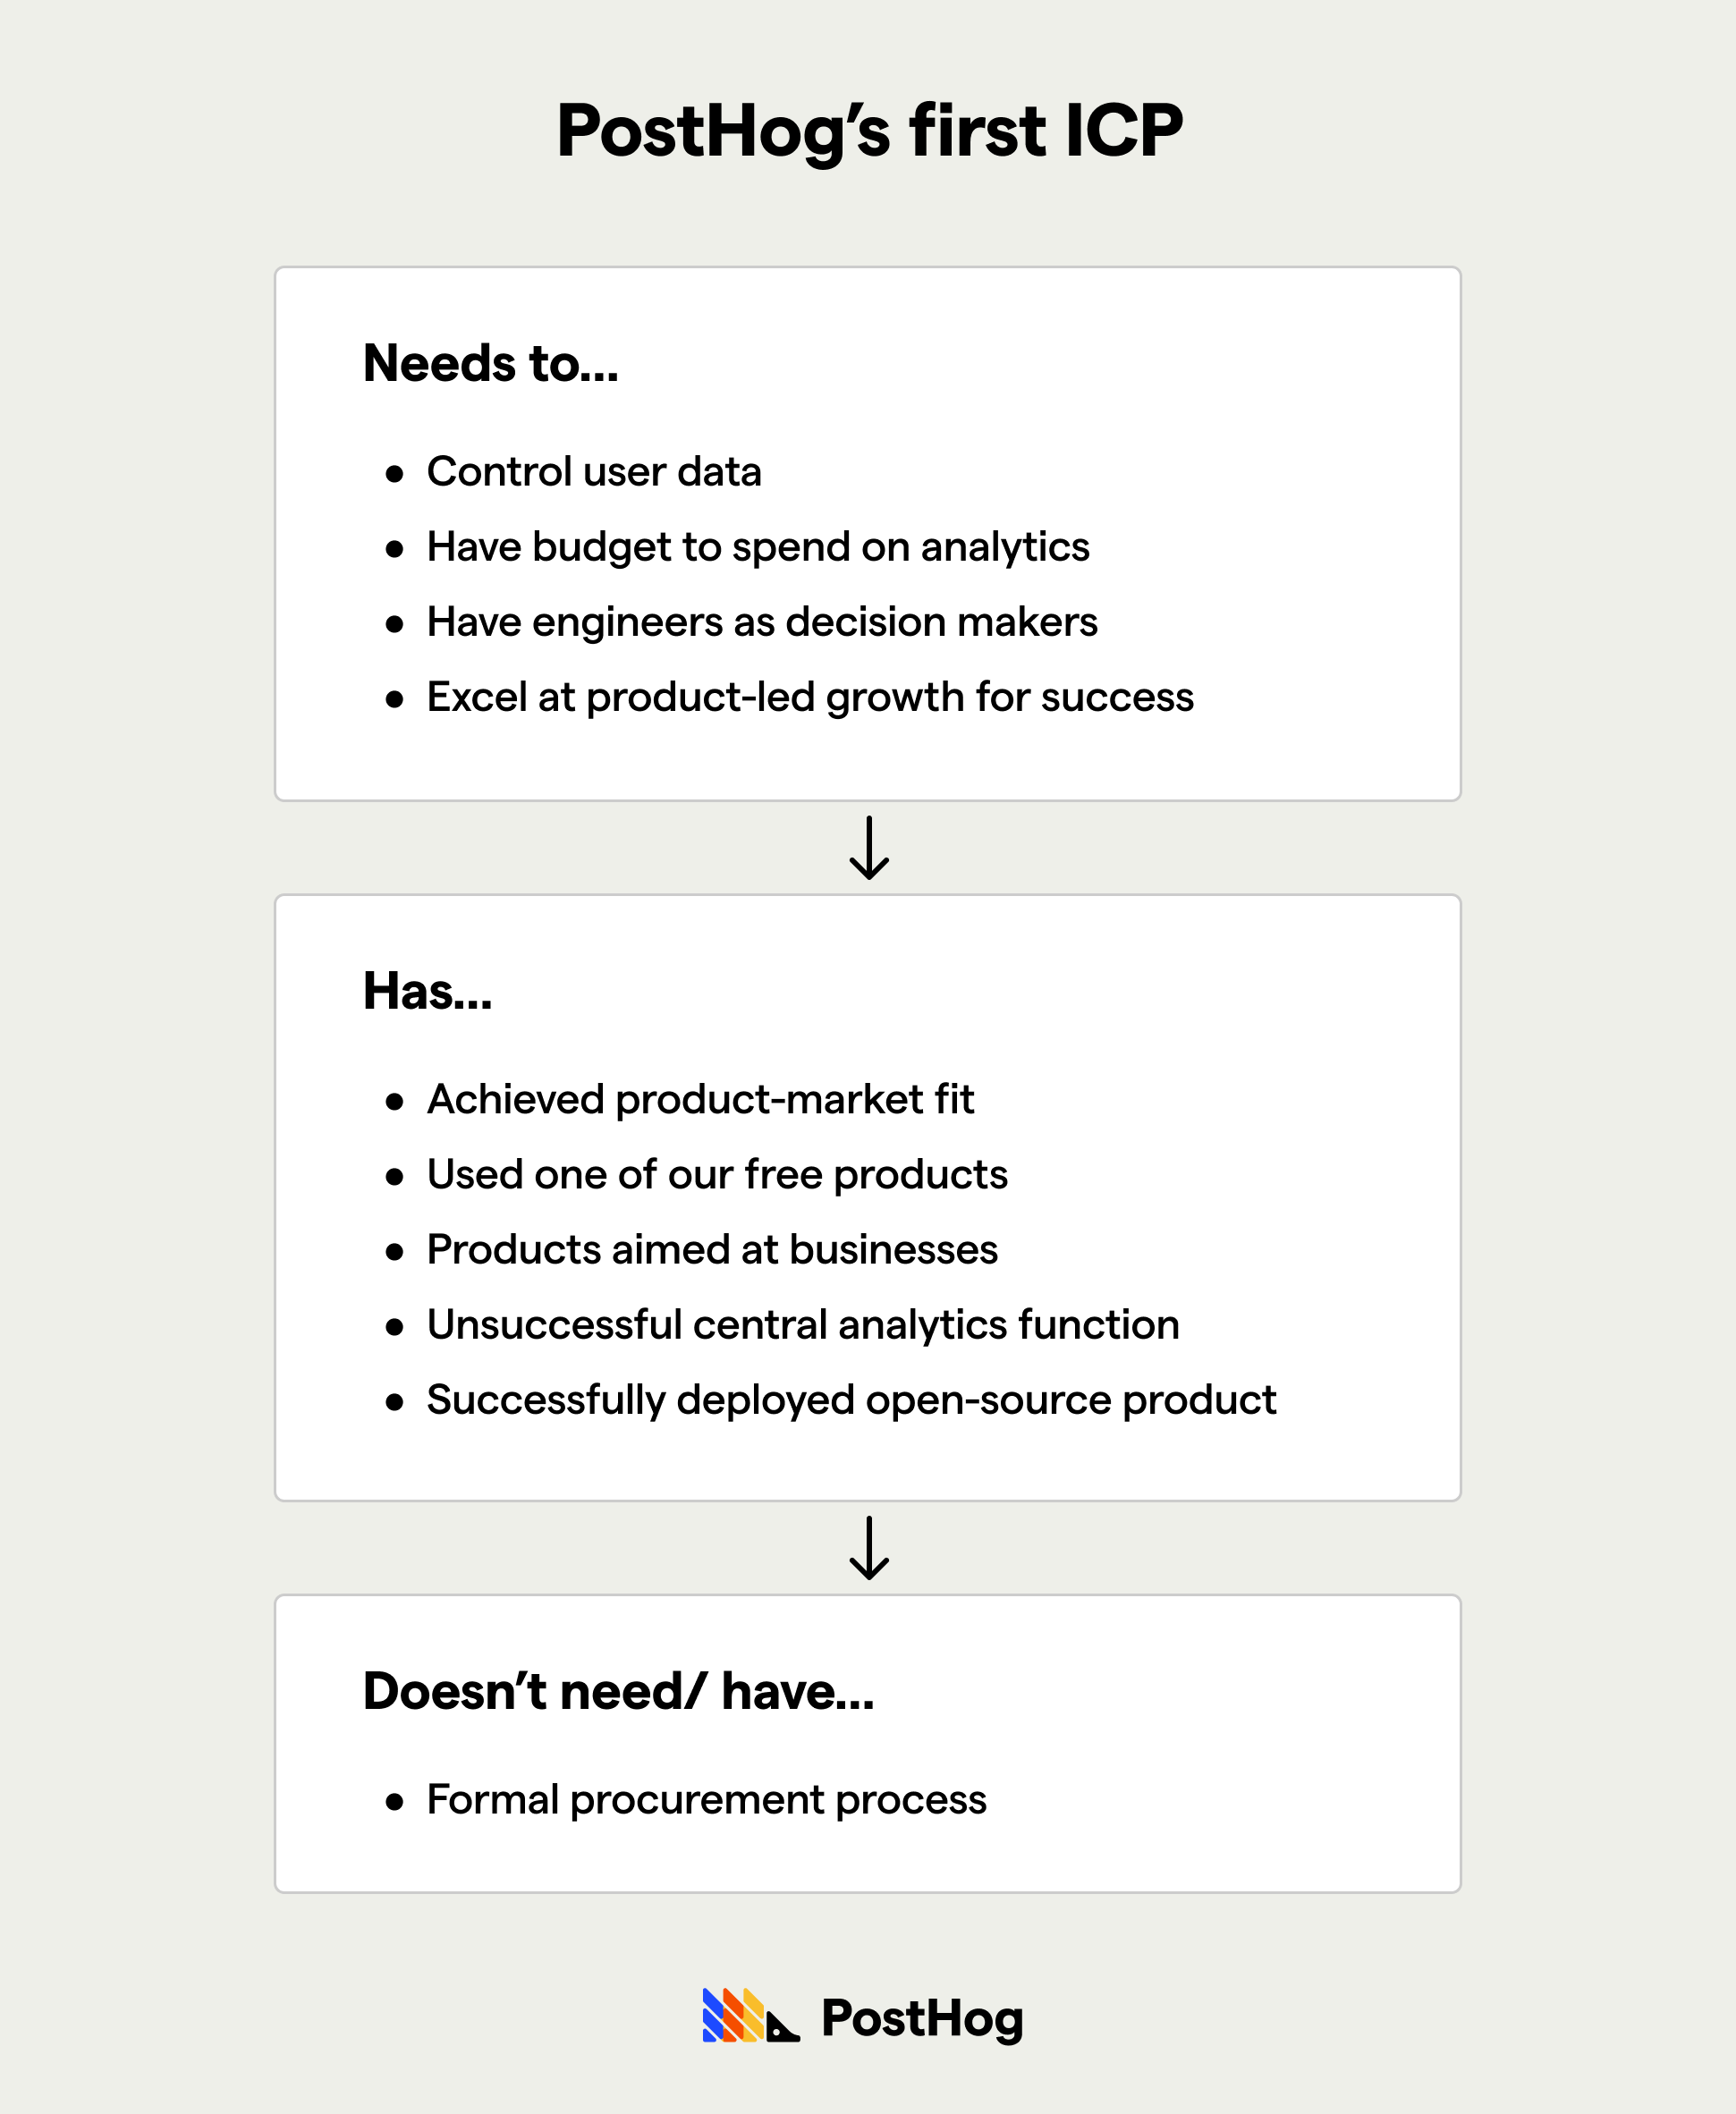 PostHog’s first ICP
Needs to...
● Control user data
● Have budget to spend on analytics
● Have engineers as decision makers
● Excel at product-led growth for success
Has...
● Achieved product-market fit
● Used one of our free products
● Products aimed at businesses
● Unsuccessful central analytics function
● Successfully deployed open-source product
Doesn’t need/ have...
● Formal procurement process
PostHog